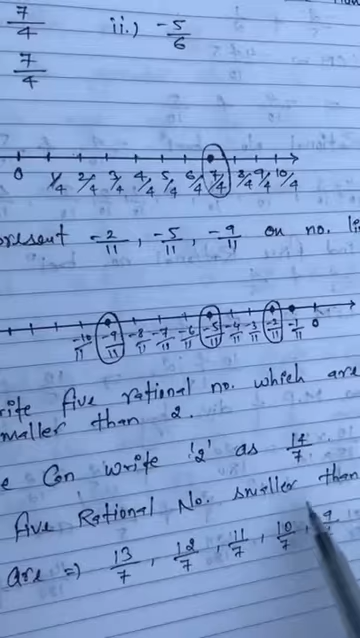 7/4 ii.) -5/6
7/4
0 1/4 2/4 3/4 4/4 5/4 6/4 7/4 8/4 9/4 10/4
present -2/11, -5/11, -9/11 on no. li
-10/11 -9/11 -8/11 -7/11 -6/11 -5/11 -4/11 -3/11 -2/11 -1/11 0
rite five rational no. which are
maller than 2.
e Can write '2' as 14/7.
five Rational No. smaller than
are => 13/7, 12/7, 11/7, 10/7, 9/